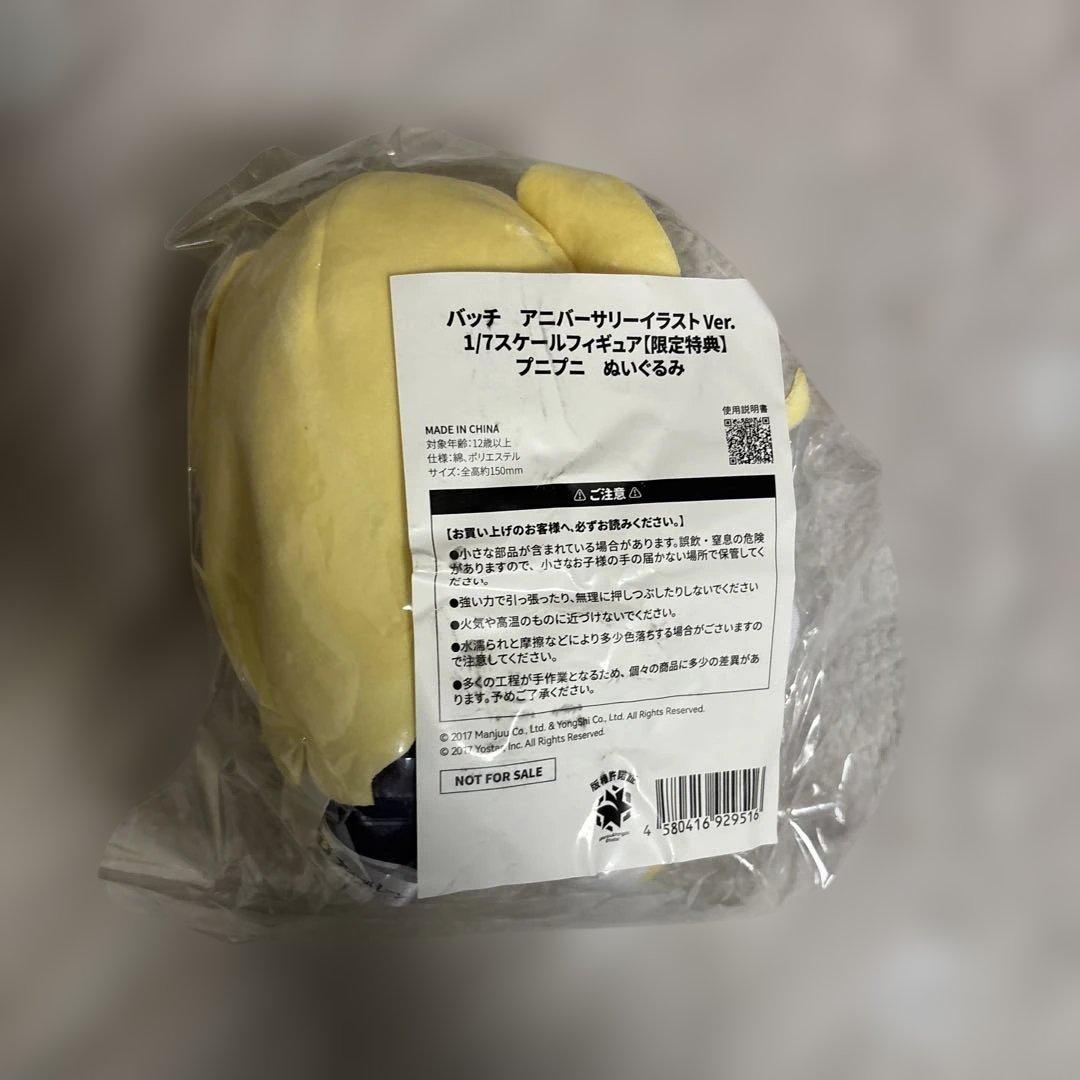 バッチ　アニバーサリーイラスト Ver.
1/7スケールフィギュア【限定特典】
プニプニ　ぬいぐるみ
使用説明書
MADE IN CHINA
対象年齢：12歳以上
仕様：綿、ポリエステル
サイズ：全高約150mm
⚠ ご注意 ⚠
【お買い上げのお客様へ、必ずお読みください。】
●小さな部品が含まれている場合があります。誤飲・窒息の危険
がありますので、小さなお子様の手の届かない場所で保管してく
ださい。
●強い力で引っ張ったり、無理に押しつぶしたりしないでください
●火気や高温のものに近づけないでください。
●水濡られと摩擦などにより多少色落ちする場合がごさいますの
で注意してください。
●多くの工程が手作業となるため、個々の商品に多少の差異があ
ります。予めご了承ください。
© 2017 Manjuu Co., Ltd. & YongShi Co., Ltd. All Rights Reserved.
© 2017 Yostar, Inc. All Rights Reserved.
NOT FOR SALE
版権許諾証
4 580416 929516